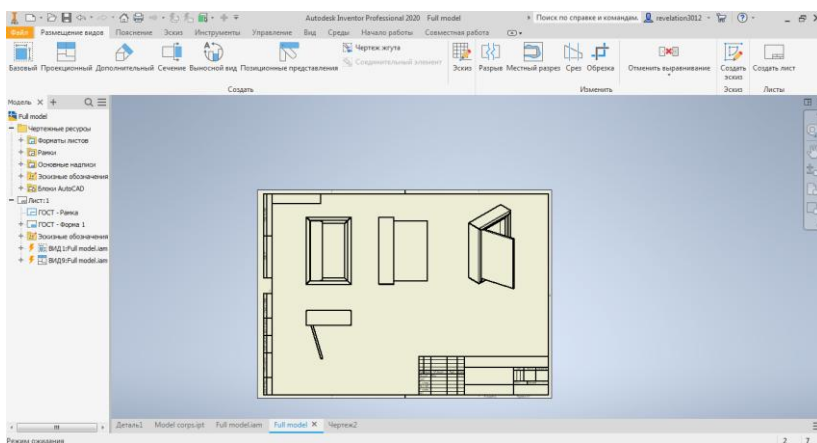 Autodesk Inventor Professional 2020 Full model
Поиск по справке и командам.
revelation3012
Файл Размещение видов Пояснение Эскиз Инструменты Управление Вид Среды Начало работы Совместная работа
Чертеж жгута
Соединительный элемент
Базовый Проекционный Дополнительный Сечение Выносной вид Позиционные представления Эскиз Разрыв Местный разрез Срез Обрезка Отменить выравнивание Создать эскиз Создать лист
Создать Изменить Эскиз Листы
Модель
Full model
Чертежные ресурсы
Форматы листов
Рамки
Основные надписи
Эскизные обозначения
Блоки AutoCAD
Лист:1
ГОСТ - Рамка
ГОСТ - Форма 1
Эскизные обозначения
ВИД1:Full model.iam
ВИД9:Full model.iam
Деталь1 Model corps.ipt Full model.iam Full model Чертеж2
Режим ожидания 2 7